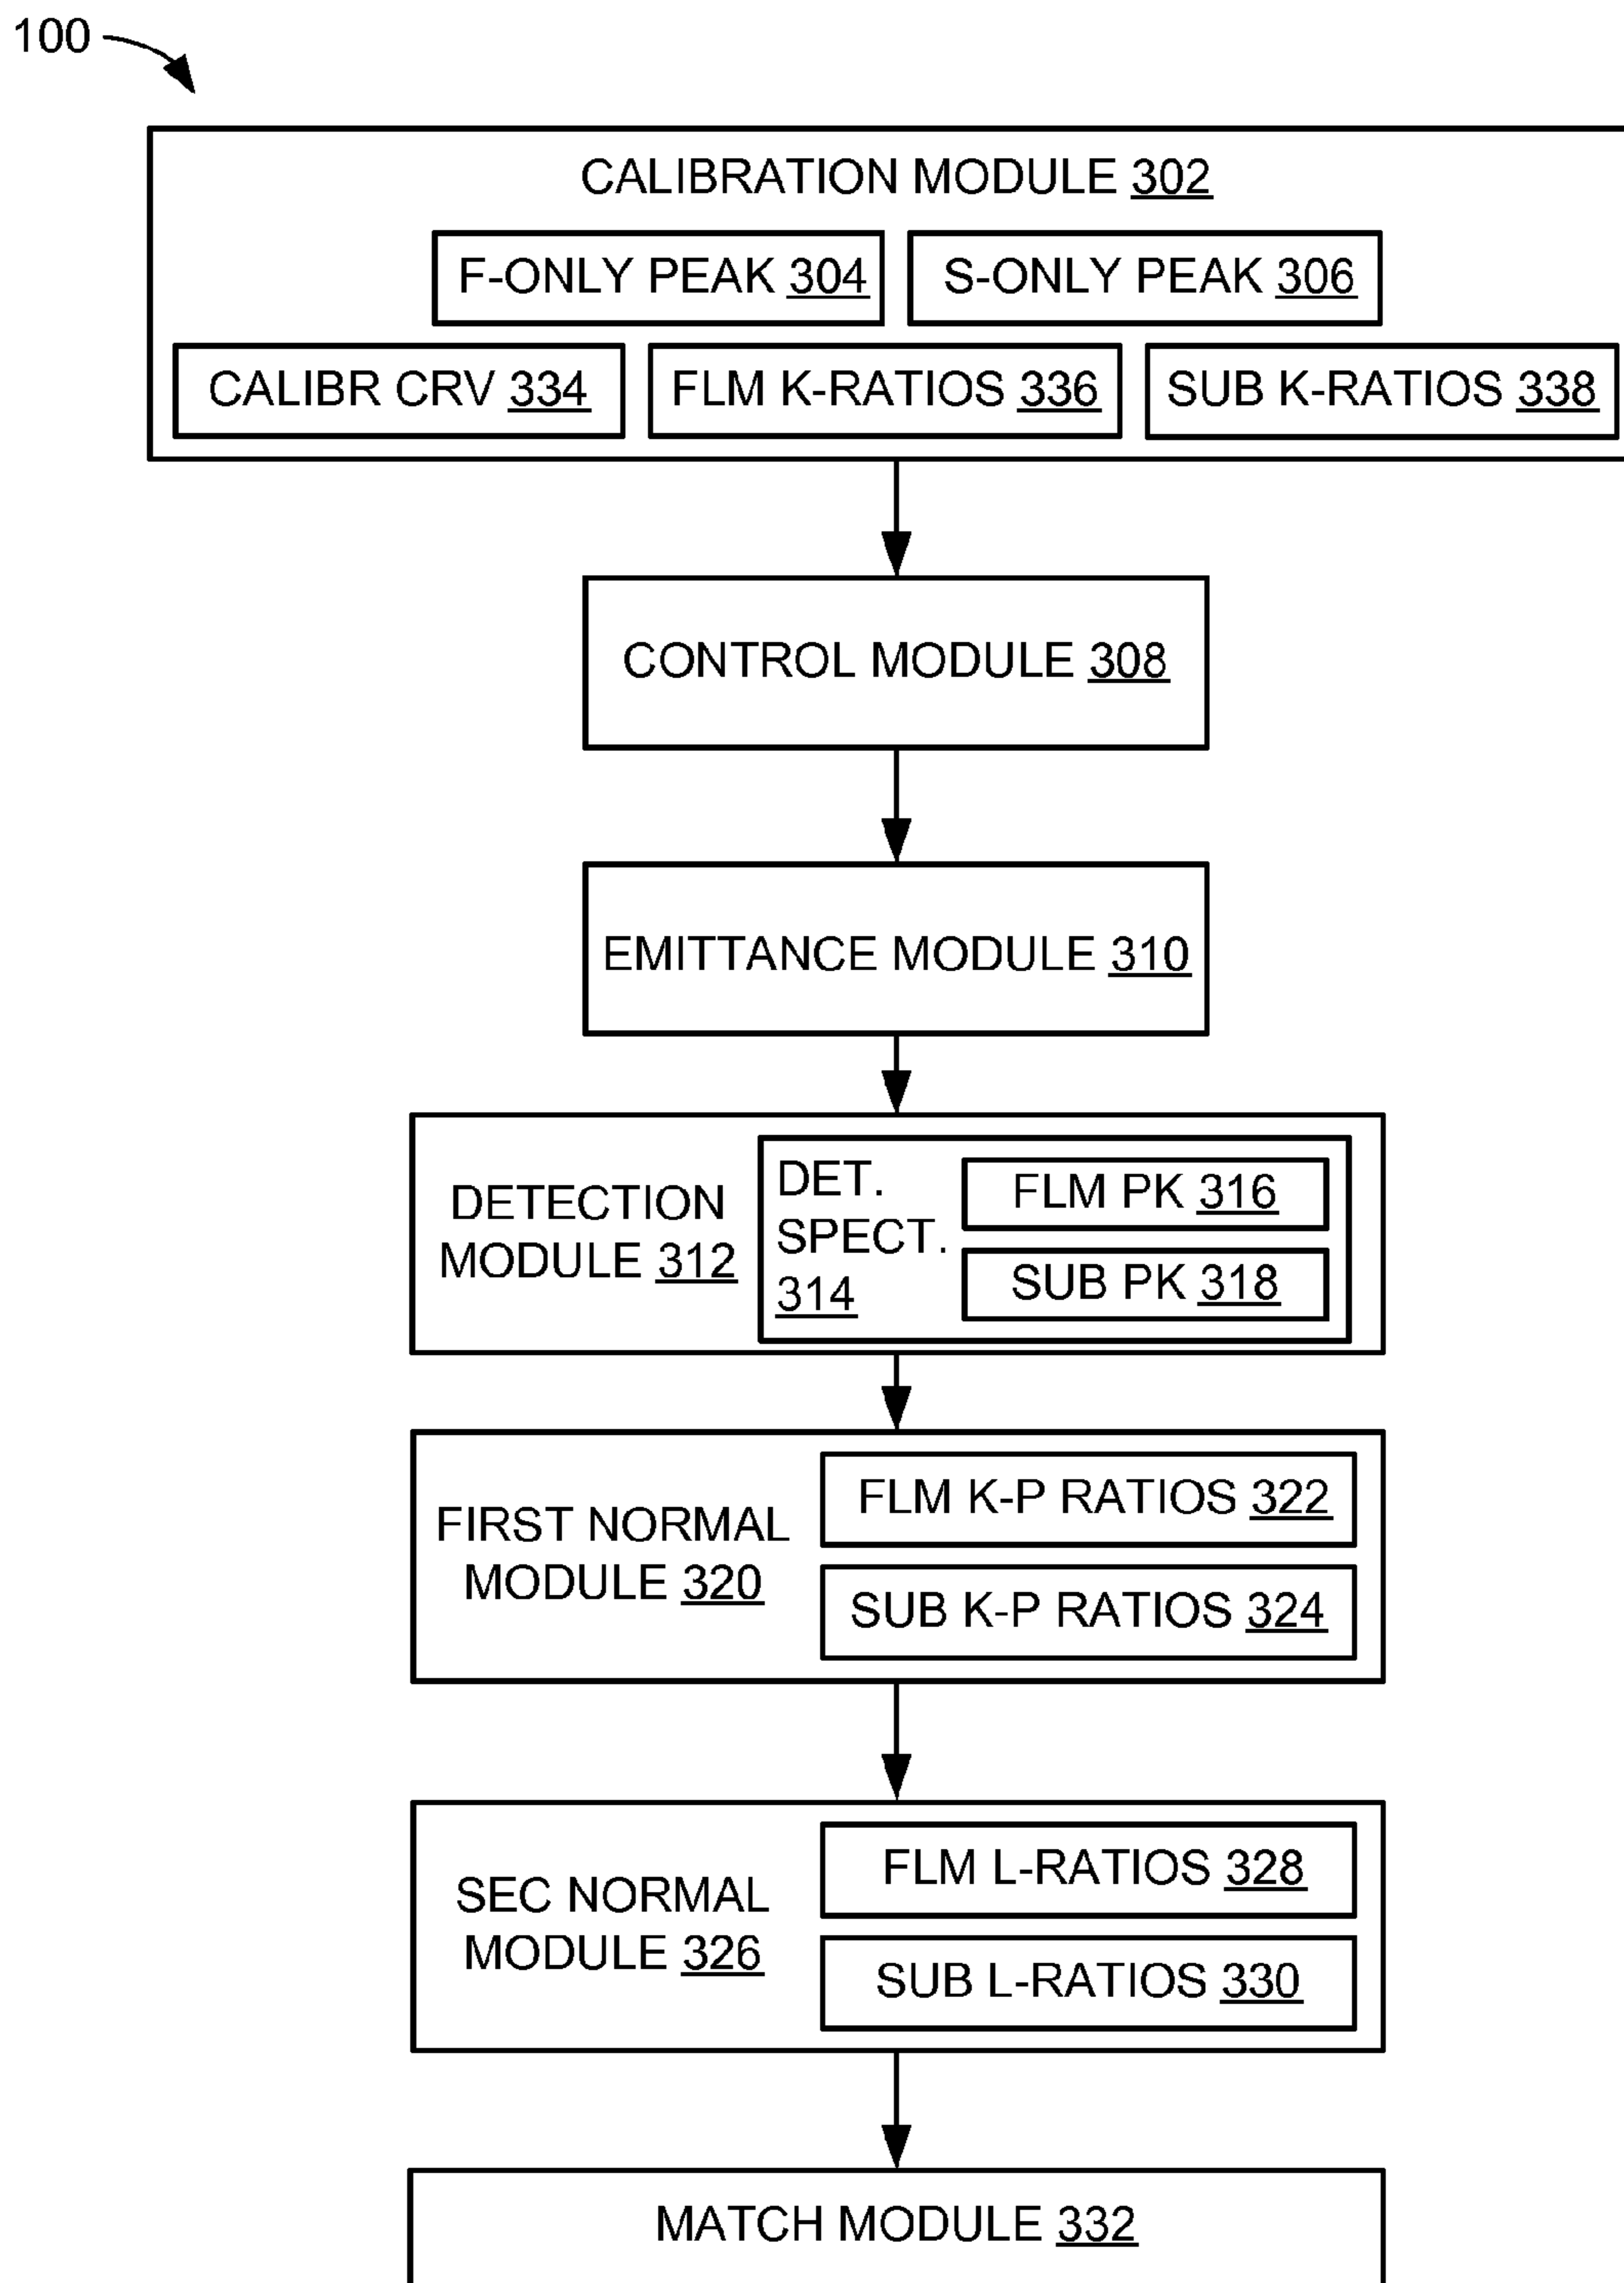 100
CALIBRATION MODULE 302
F-ONLY PEAK 304
S-ONLY PEAK 306
CALIBR CRV 334
FLM K-RATIOS 336
SUB K-RATIOS 338
CONTROL MODULE 308
EMITTANCE MODULE 310
DETECTION
MODULE 312
DET.
SPECT.
314
FLM PK 316
SUB PK 318
FIRST NORMAL
MODULE 320
FLM K-P RATIOS 322
SUB K-P RATIOS 324
SEC NORMAL
MODULE 326
FLM L-RATIOS 328
SUB L-RATIOS 330
MATCH MODULE 332